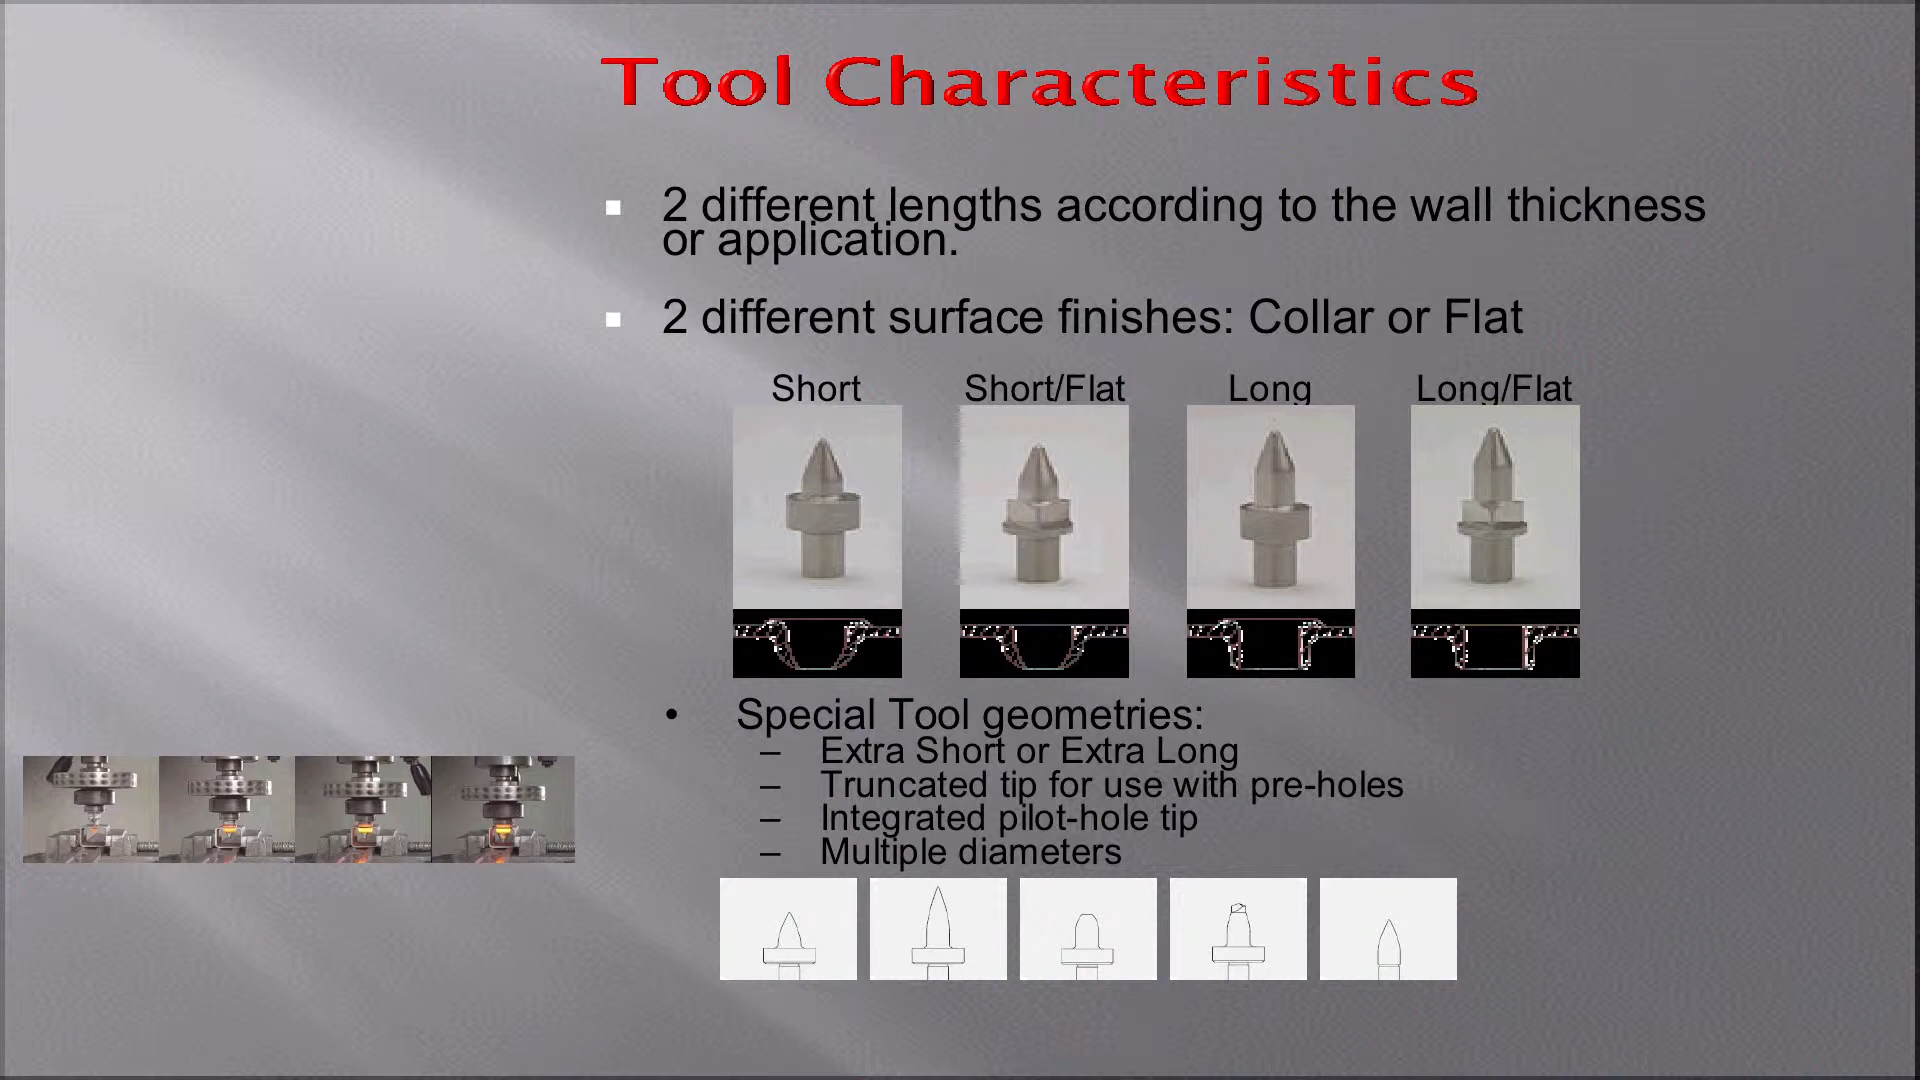 Tool Characteristics
▪ 2 different lengths according to the wall thickness
or application.
▪ 2 different surface finishes: Collar or Flat
Short Short/Flat Long Long/Flat
• Special Tool geometries:
– Extra Short or Extra Long
– Truncated tip for use with pre-holes
– Integrated pilot-hole tip
– Multiple diameters